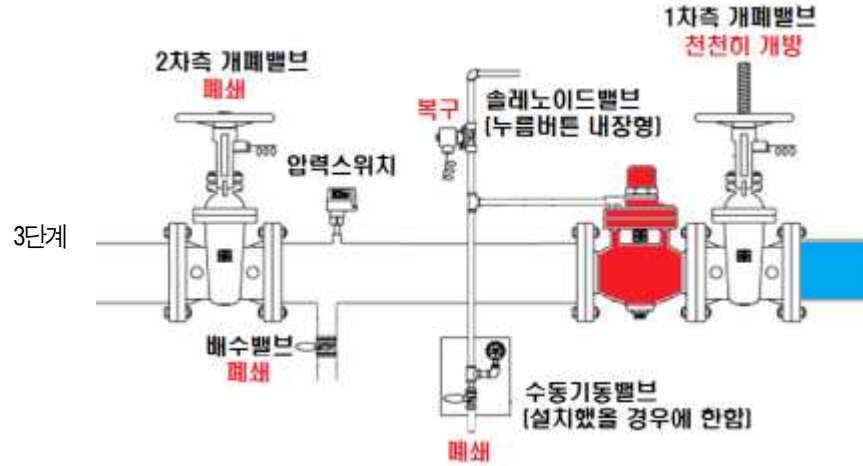 1차측 개폐밸브
천천히 개방
2차측 개폐밸브
폐쇄
복구
솔레노이드밸브
(누름버튼 내장형)
압력스위치
3단계
배수밸브
폐쇄
수동기동밸브
(설치했올 경우에 한함)
폐쇄